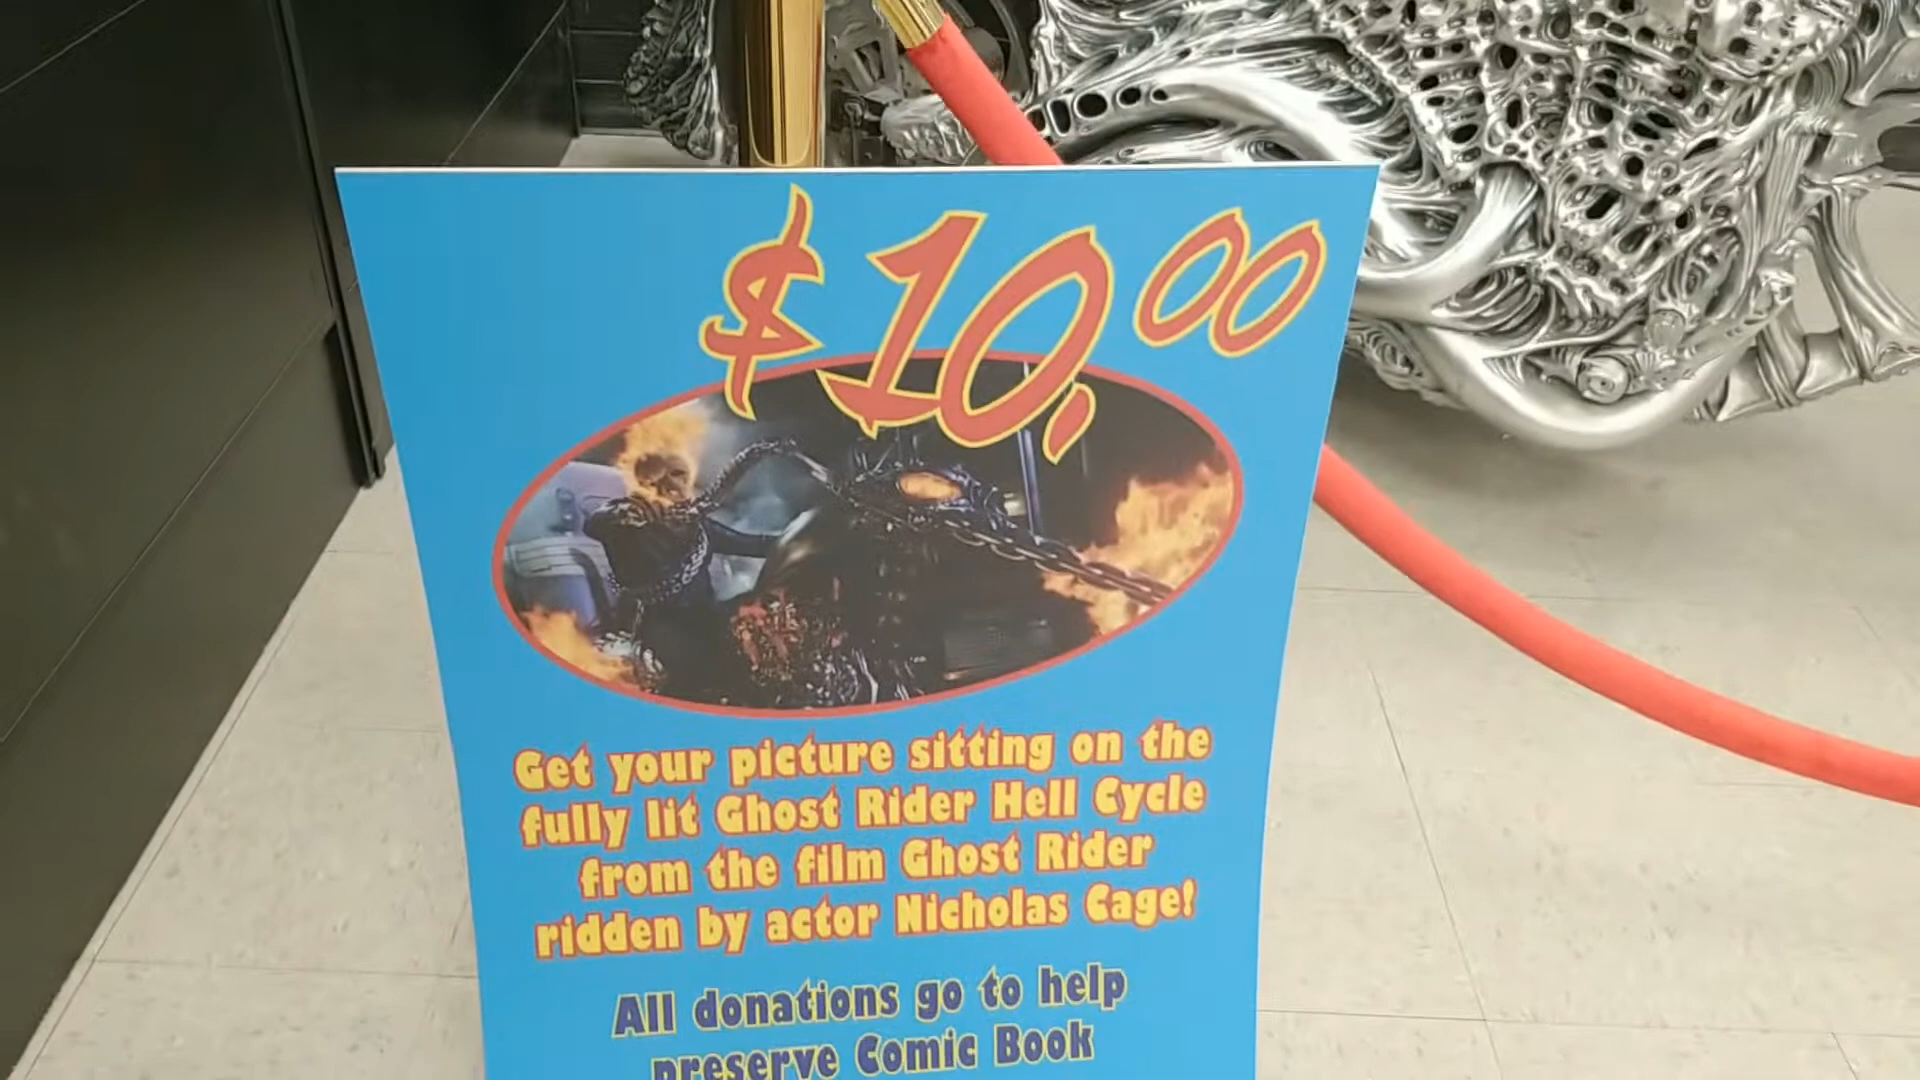 $10.00
Get your picture sitting on the
fully lit Ghost Rider Hell Cycle
from the film Ghost Rider
ridden by actor Nicholas Cage!
All donations go to help
preserve Comic Book